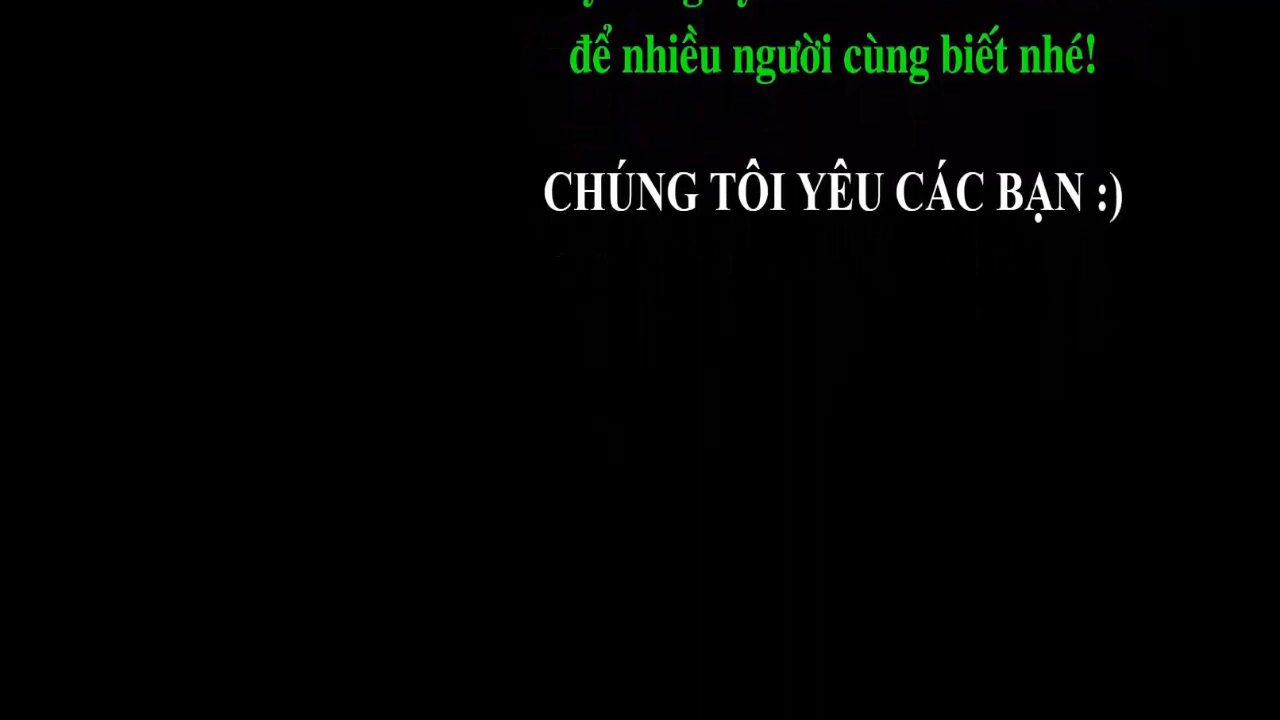 để nhiều người cùng biết nhé!
CHÚNG TÔI YÊU CÁC BẠN :)